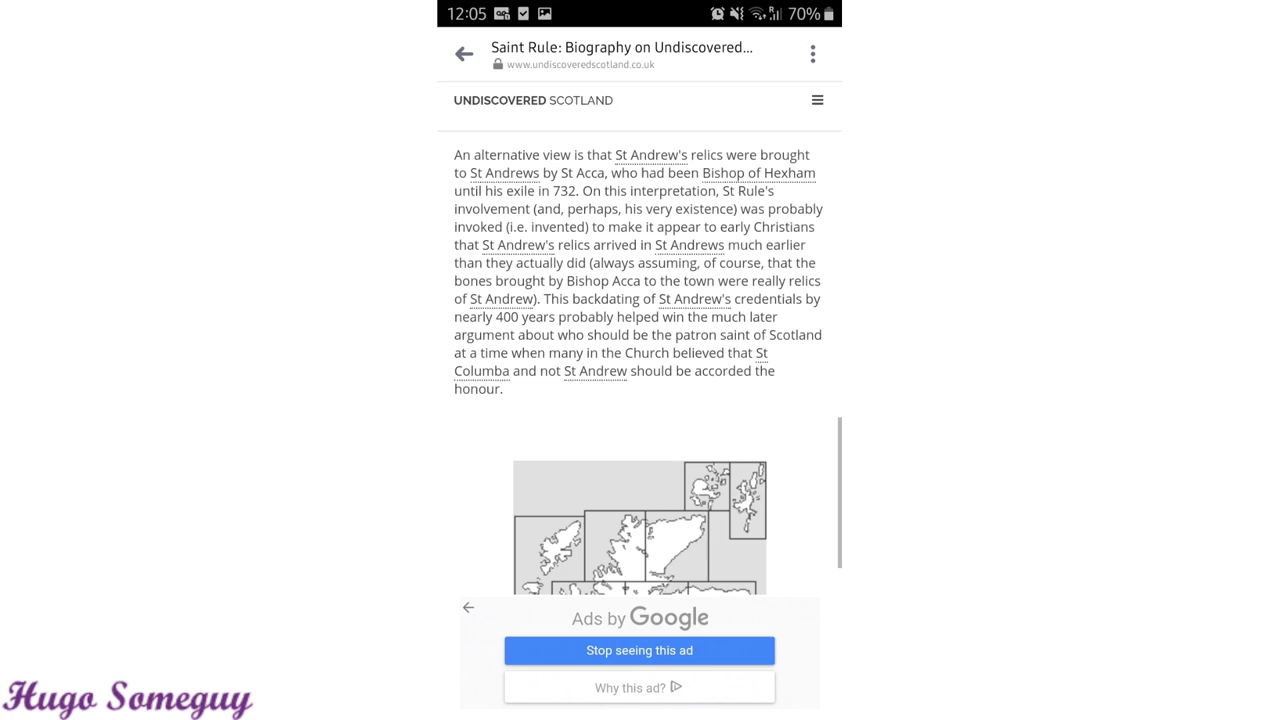 12:05 70%
Saint Rule: Biography on Undiscovered...
www.undiscoveredscotland.co.uk
UNDISCOVERED SCOTLAND
An alternative view is that St Andrew's relics were brought
to St Andrews by St Acca, who had been Bishop of Hexham
until his exile in 732. On this interpretation, St Rule's
involvement (and, perhaps, his very existence) was probably
invoked (i.e. invented) to make it appear to early Christians
that St Andrew's relics arrived in St Andrews much earlier
than they actually did (always assuming, of course, that the
bones brought by Bishop Acca to the town were really relics
of St Andrew). This backdating of St Andrew's credentials by
nearly 400 years probably helped win the much later
argument about who should be the patron saint of Scotland
at a time when many in the Church believed that St
Columba and not St Andrew should be accorded the
honour.
Ads by Google
Stop seeing this ad
Why this ad?
Hugo Someguy